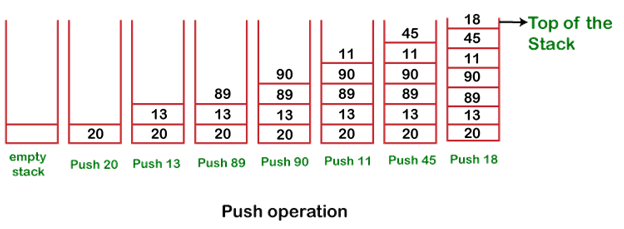 20
13
20
89
13
20
90
89
13
20
11
90
89
13
20
45
11
90
89
13
20
18
45
11
90
89
13
20
Top of the
Stack
empty
stack
Push 20
Push 13
Push 89
Push 90
Push 11
Push 45
Push 18
Push operation